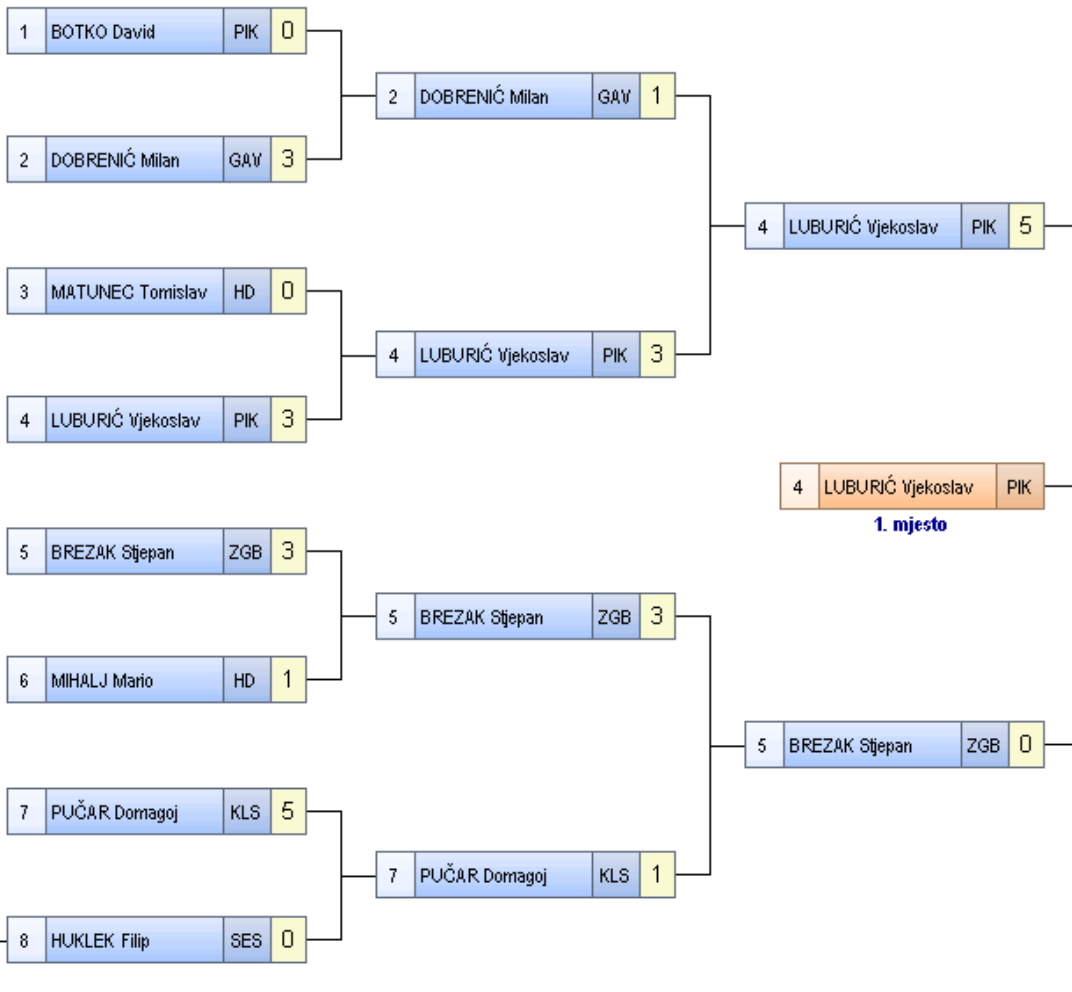 1 BOTKO David PIK 0
2 DOBRENIĆ Milan GAV 1
2 DOBRENIĆ Milan GAV 3
4 LUBURIĆ Vjekoslav PIK 5
3 MATUNEC Tomislav HD 0
4 LUBURIĆ Vjekoslav PIK 3
4 LUBURIĆ Vjekoslav PIK 3
4 LUBURIĆ Vjekoslav PIK
1. mjesto
5 BREZAK Stjepan ZGB 3
5 BREZAK Stjepan ZGB 3
6 MIHALJ Mario HD 1
5 BREZAK Stjepan ZGB 0
7 PUČAR Domagoj KLS 5
7 PUČAR Domagoj KLS 1
8 HUKLEK Filip SES 0